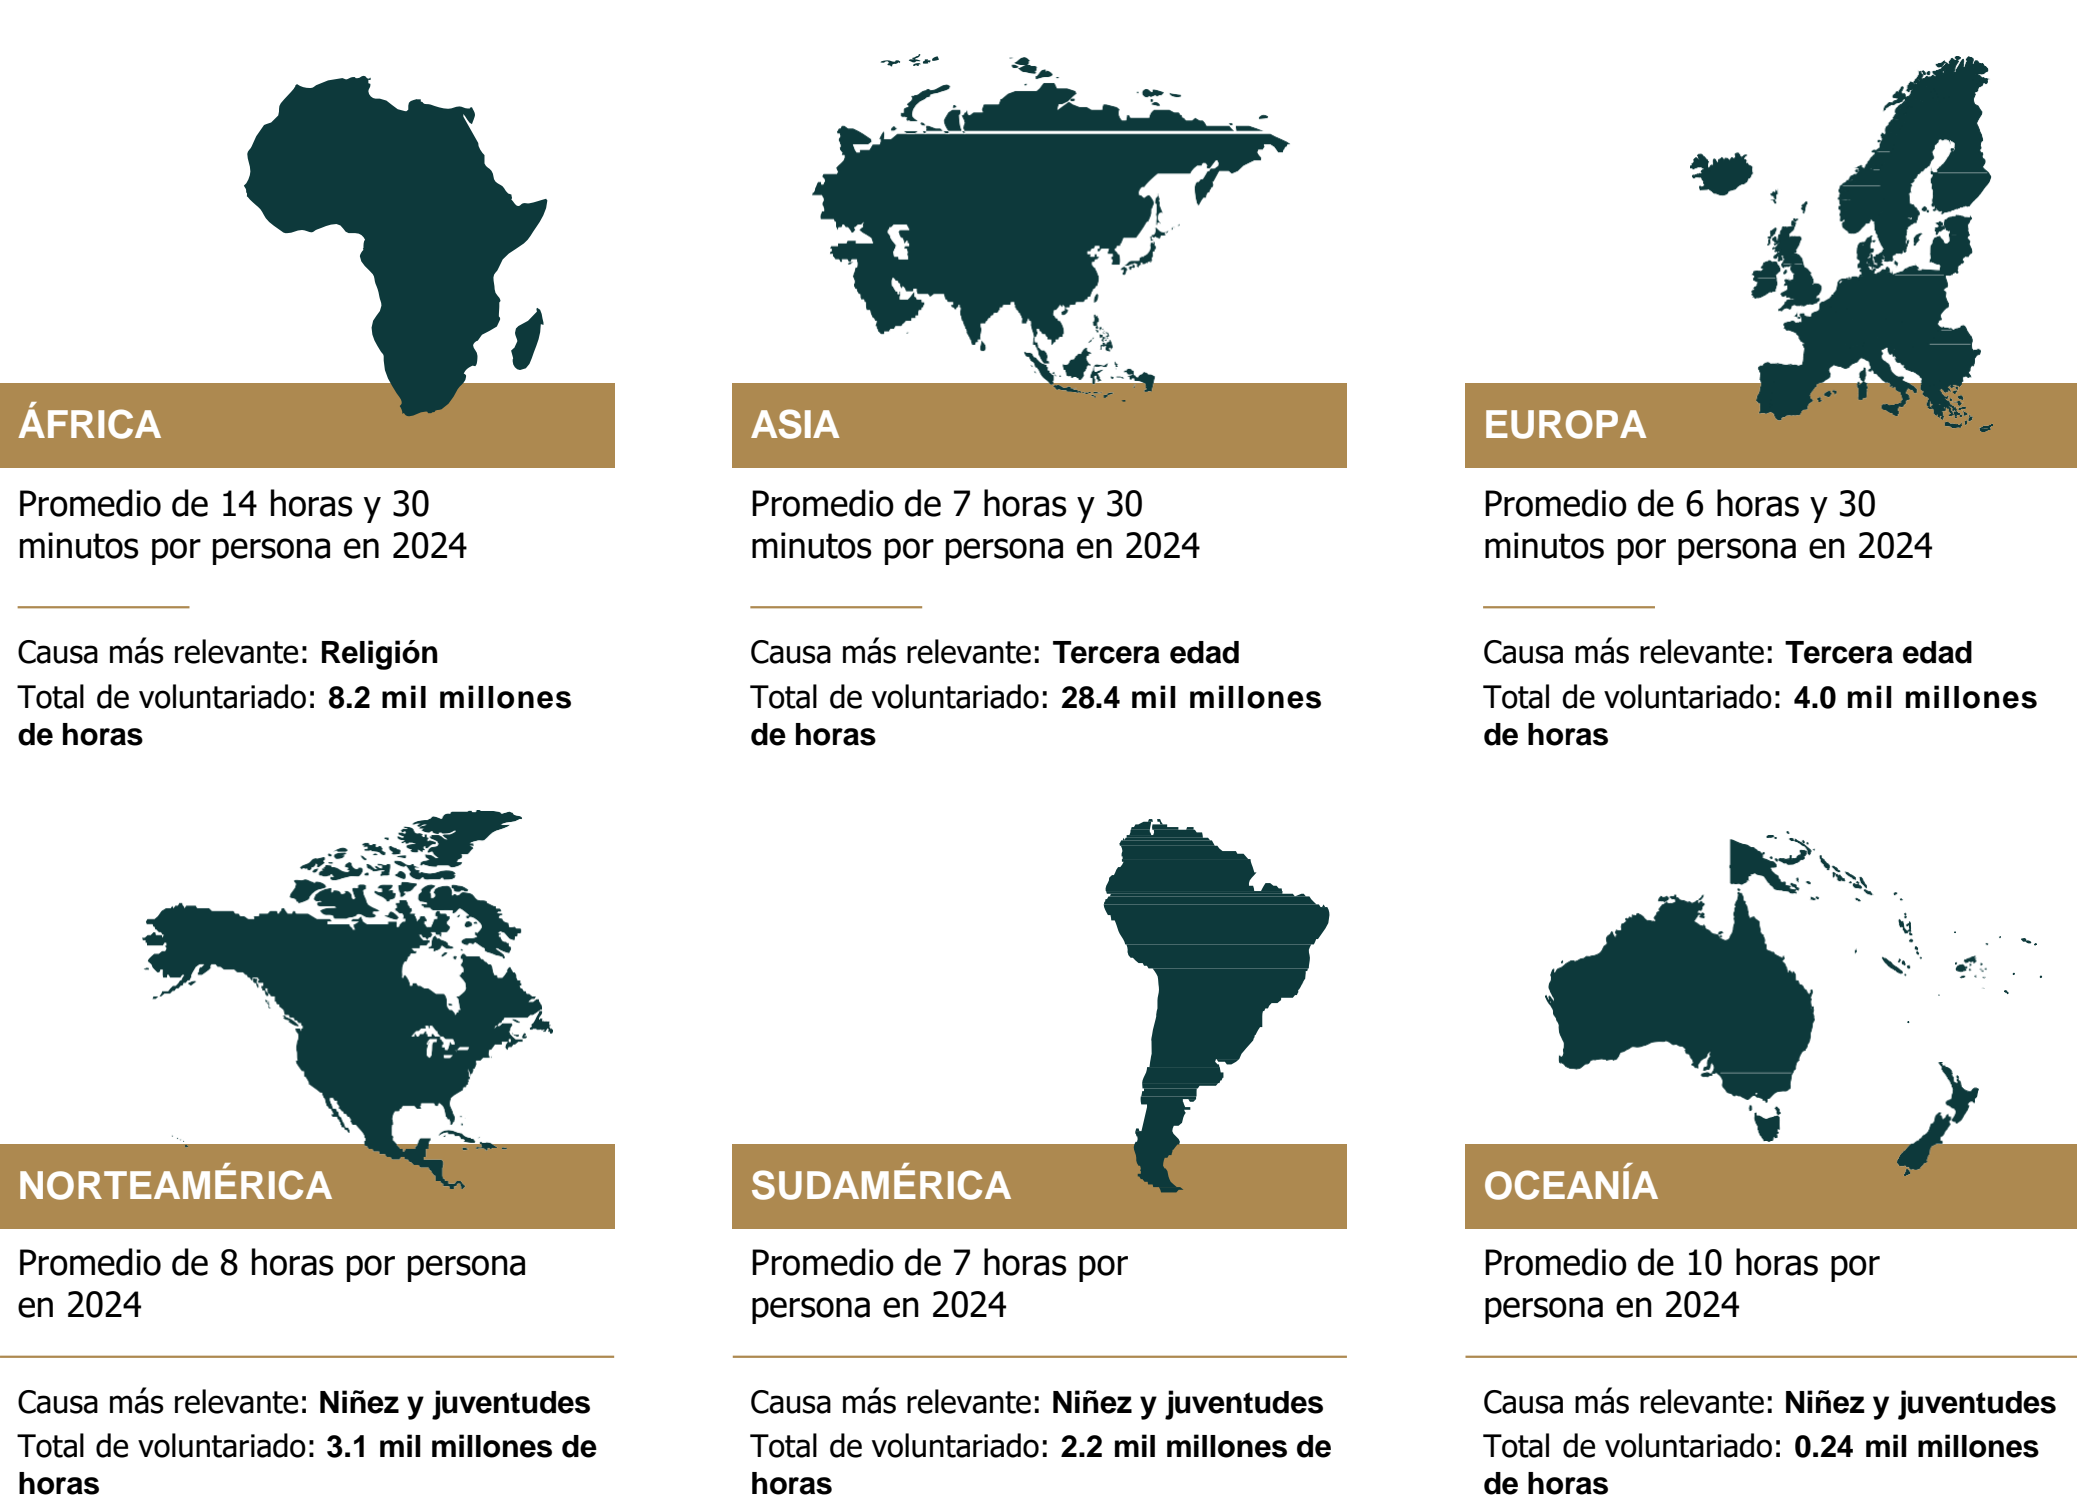 ÁFRICA
Promedio de 14 horas y 30
minutos por persona en 2024
Causa más relevante: Religión
Total de voluntariado: 8.2 mil millones
de horas
ASIA
Promedio de 7 horas y 30
minutos por persona en 2024
Causa más relevante: Tercera edad
Total de voluntariado: 28.4 mil millones
de horas
EUROPA
Promedio de 6 horas y 30
minutos por persona en 2024
Causa más relevante: Tercera edad
Total de voluntariado: 4.0 mil millones
de horas
NORTEAMÉRICA
Promedio de 8 horas por persona
en 2024
Causa más relevante: Niñez y juventudes
Total de voluntariado: 3.1 mil millones de
horas
SUDAMÉRICA
Promedio de 7 horas por
persona en 2024
Causa más relevante: Niñez y juventudes
Total de voluntariado: 2.2 mil millones de
horas
OCEANÍA
Promedio de 10 horas por
persona en 2024
Causa más relevante: Niñez y juventudes
Total de voluntariado: 0.24 mil millones
de horas